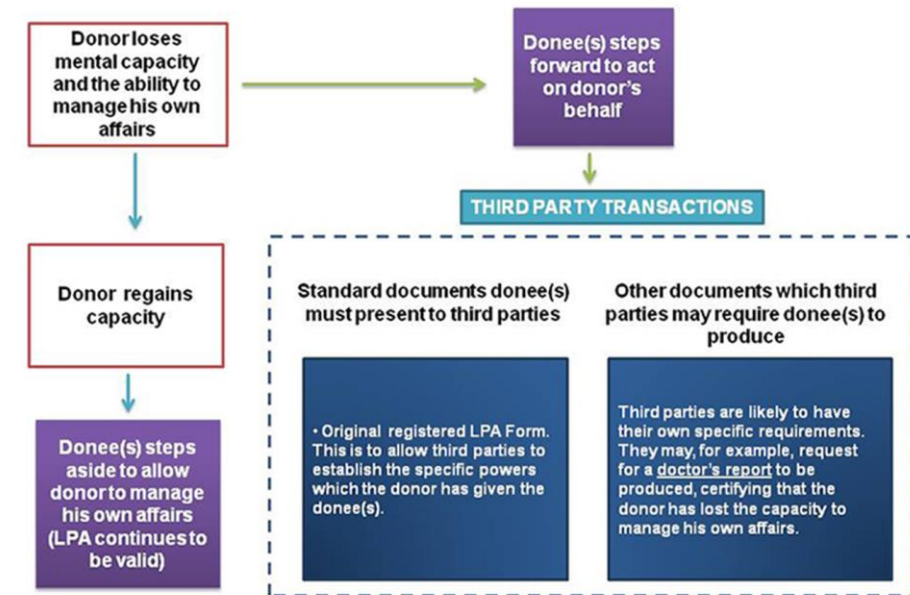 Donor loses
mental capacity
and the ability to
manage his own
affairs
Donee(s) steps
forward to act
on donor's
behalf
THIRD PARTY TRANSACTIONS
Donor regains
capacity
Donee(s) steps
aside to allow
donor to manage
his own affairs
(LPA continues to
be valid)
Standard documents donee(s)
must present to third parties
• Original registered LPA Form.
This is to allow third parties to
establish the specific powers
which the donor has given the
donee(s).
Other documents which third
parties may require donee(s) to
produce
Third parties are likely to have
their own specific requirements.
They may, for example, request
for a doctor's report to be
produced, certifying that the
donor has lost the capacity to
manage his own affairs.